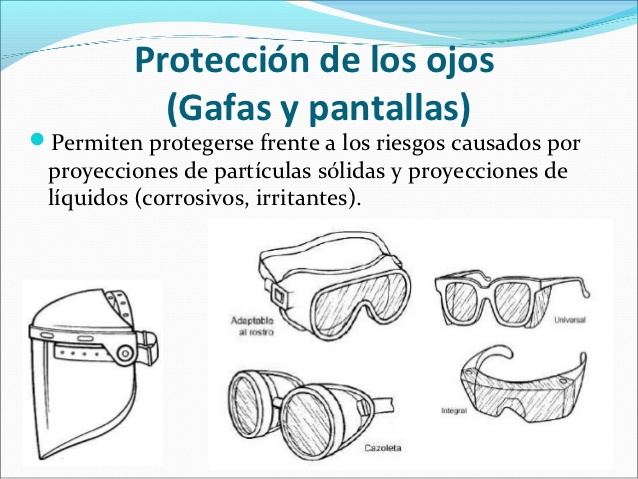 Protección de los ojos
(Gafas y pantallas)
Permiten protegerse frente a los riesgos causados por
proyecciones de partículas sólidas y proyecciones de
líquidos (corrosivos, irritantes).
Adaptable
al rostro
Universal
Integral
Cazoleta